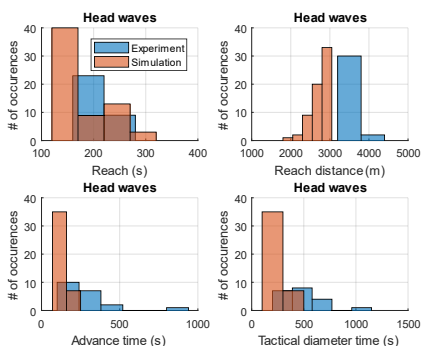 Head waves
# of occurences
40
30
20
10
0
Experiment
Simulation
100 200 300 400
Reach (s)
Head waves
# of occurences
40
30
20
10
0
1000 2000 3000 4000 5000
Reach distance (m)
Head waves
# of occurences
40
30
20
10
0
0 500 1000
Advance time (s)
Head waves
# of occurences
40
30
20
10
0
0 500 1000 1500
Tactical diameter time (s)